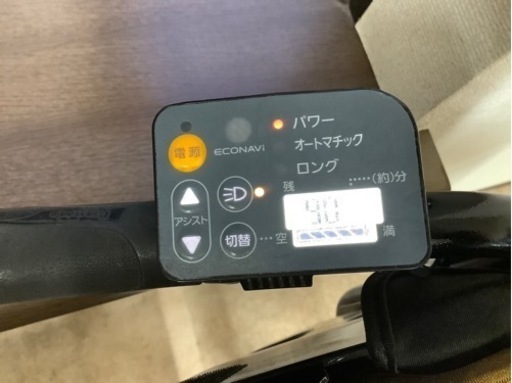 パワー
電源 ECONAVi オートマチック
ロング
残 (約)分
アシスト 90
切替 空 満